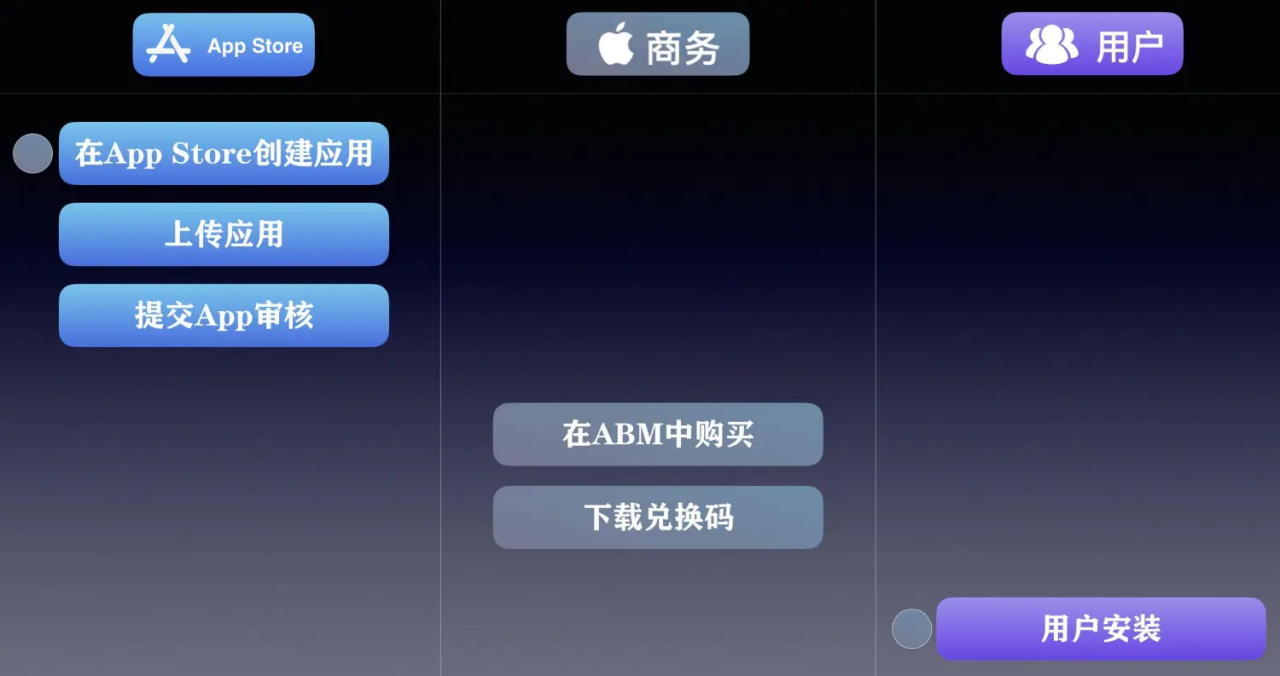 App Store
商务
用户
在App Store创建应用
上传应用
提交App审核
在ABM中购买
下载兑换码
用户安装